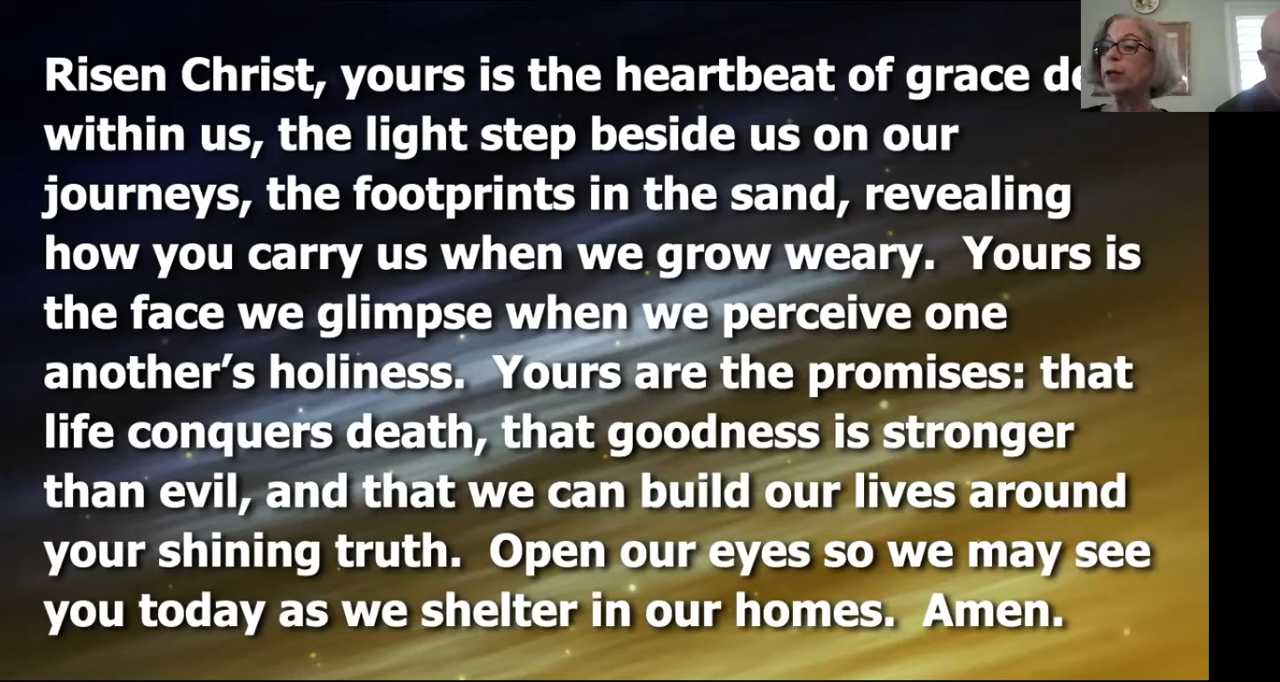 Risen Christ, yours is the heartbeat of grace
within us, the light step beside us on our
journeys, the footprints in the sand, revealing
how you carry us when we grow weary.  Yours is
the face we glimpse when we perceive one
another’s holiness.  Yours are the promises: that
life conquers death, that goodness is stronger
than evil, and that we can build our lives around
your shining truth.  Open our eyes so we may see
you today as we shelter in our homes.  Amen.